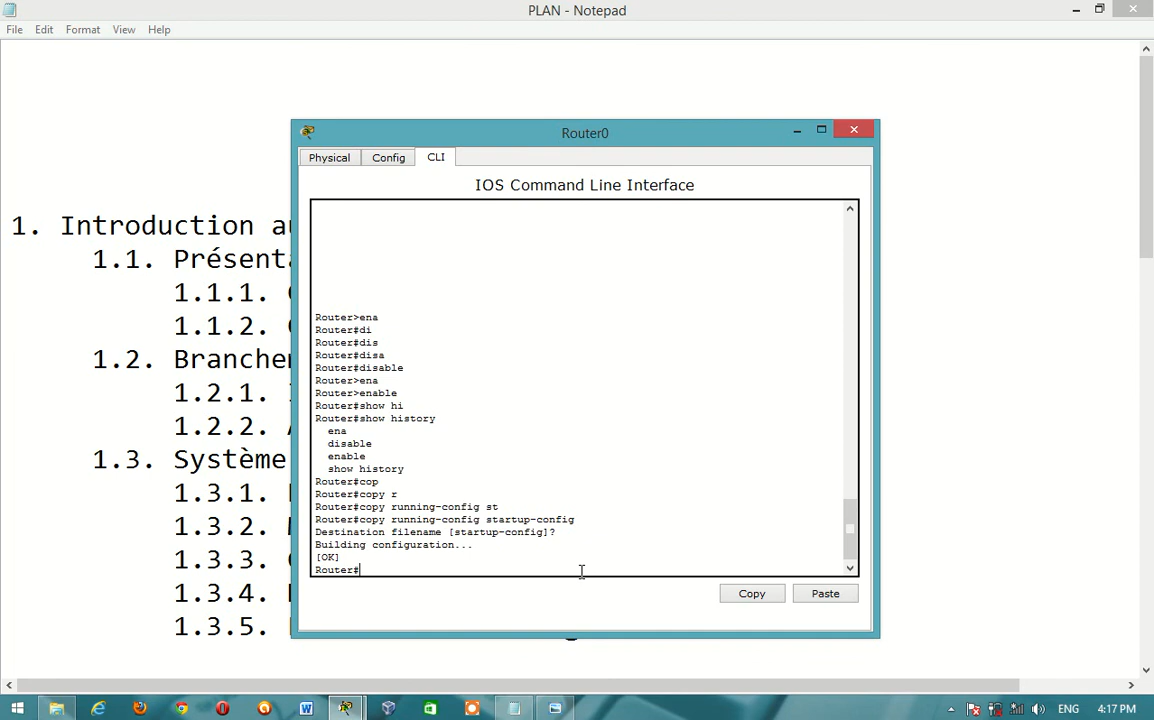 PLAN - Notepad
File Edit Format View Help
Router0
Physical Config CLI
IOS Command Line Interface
1. Introduction au
1.1. Présenta
1.1.1.
1.1.2.
1.2. Branche
1.2.1.
1.2.2.
1.3. Système
1.3.1.
1.3.2.
1.3.3.
1.3.4.
1.3.5.
Router>ena
Router#di
Router#dis
Router#disa
Router#disable
Router>ena
Router>enable
Router#show hi
Router#show history
ena
disable
enable
show history
Router#cop
Router#copy r
Router#copy running-config st
Router#copy running-config startup-config
Destination filename [startup-config]?
Building configuration...
[OK]
Router#
Copy Paste
ENG 4:17 PM